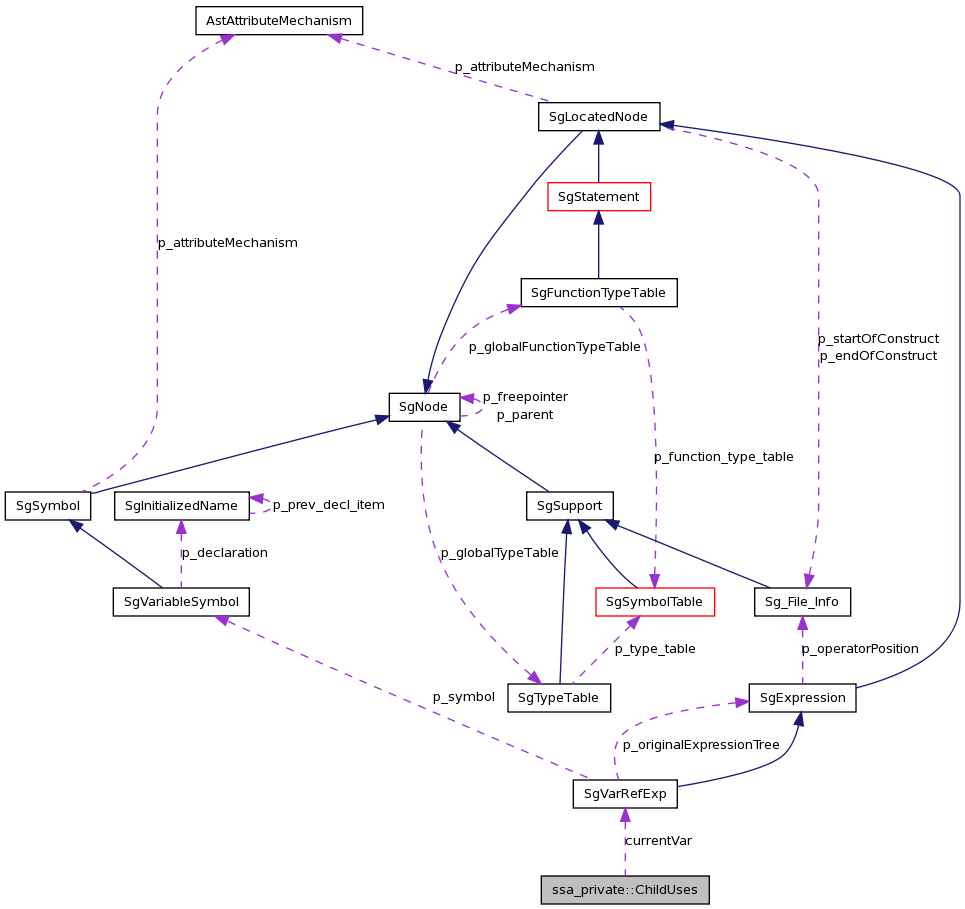 AstAttributeMechanism
p_attributeMechanism
SgLocatedNode
SgStatement
p_attributeMechanism
SgFunctionTypeTable
p_startOfConstruct
p_endOfConstruct
p_globalFunctionTypeTable
p_freepointer
p_parent
SgNode
p_function_type_table
SgSymbol
SgInitializedName
p_prev_decl_item
SgSupport
p_declaration
p_globalTypeTable
SgVariableSymbol
SgSymbolTable
Sg_File_Info
p_type_table
p_operatorPosition
p_symbol
SgTypeTable
SgExpression
p_originalExpressionTree
SgVarRefExp
currentVar
ssa_private::ChildUses